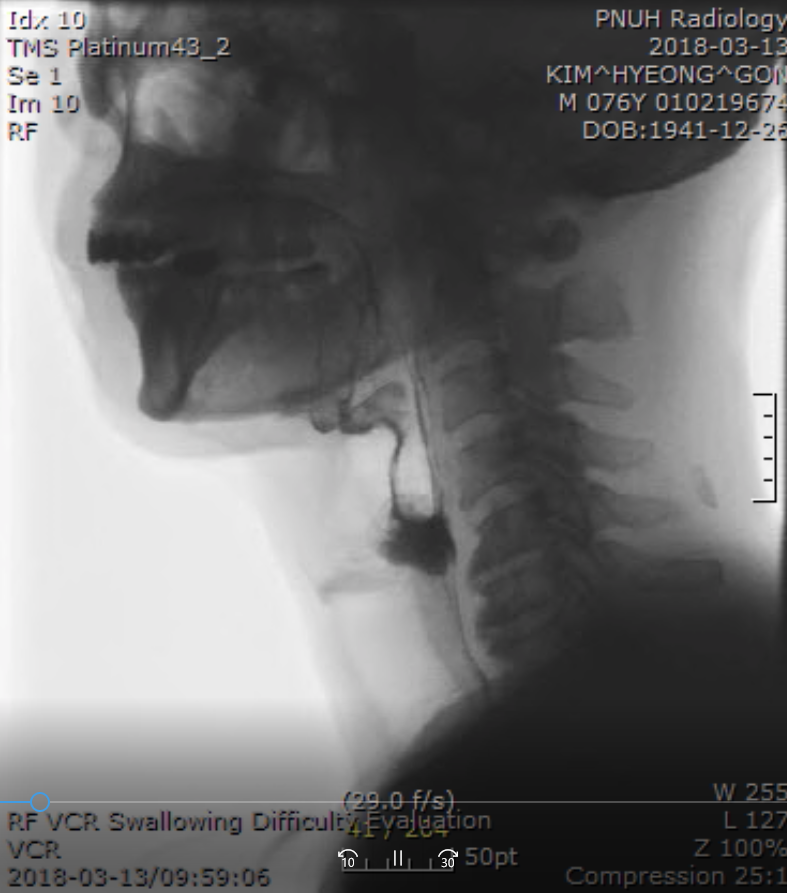 Idx 10
TMS Platinum43_2
Se 1
Im 10
RF
PNUH Radiology
2018-03-13
KIM^HYEONG^GON
M 076Y 010219674
DOB:1941-12-26
(29.0 f/s)
RF VCR Swallowing Difficulty Evaluation
41 / 204
VCR
2018-03-13/09:59:06
10
30
50pt
W 255
L 127
Z 100%
Compression 25:1